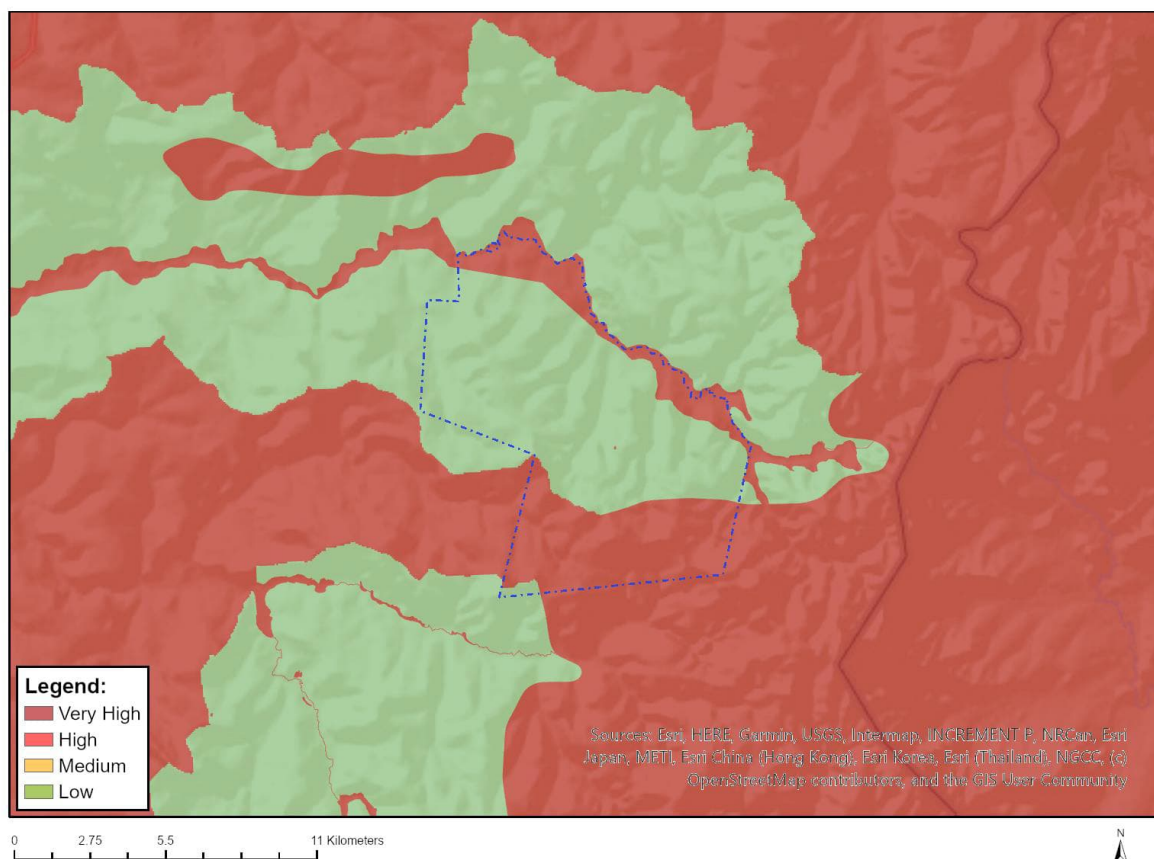 Legend:
Very High
High
Medium
Low
Sources: Esri, HERE, Garmin, USGS, Intermap, INCREMENT P, NRCan, Esri
Japan, METI, Esri China (Hong Kong), Esri Korea, Esri (Thailand), NGCC, (c)
OpenStreetMap contributors, and the GIS User Community
0 2.75 5.5 11 Kilometers
N